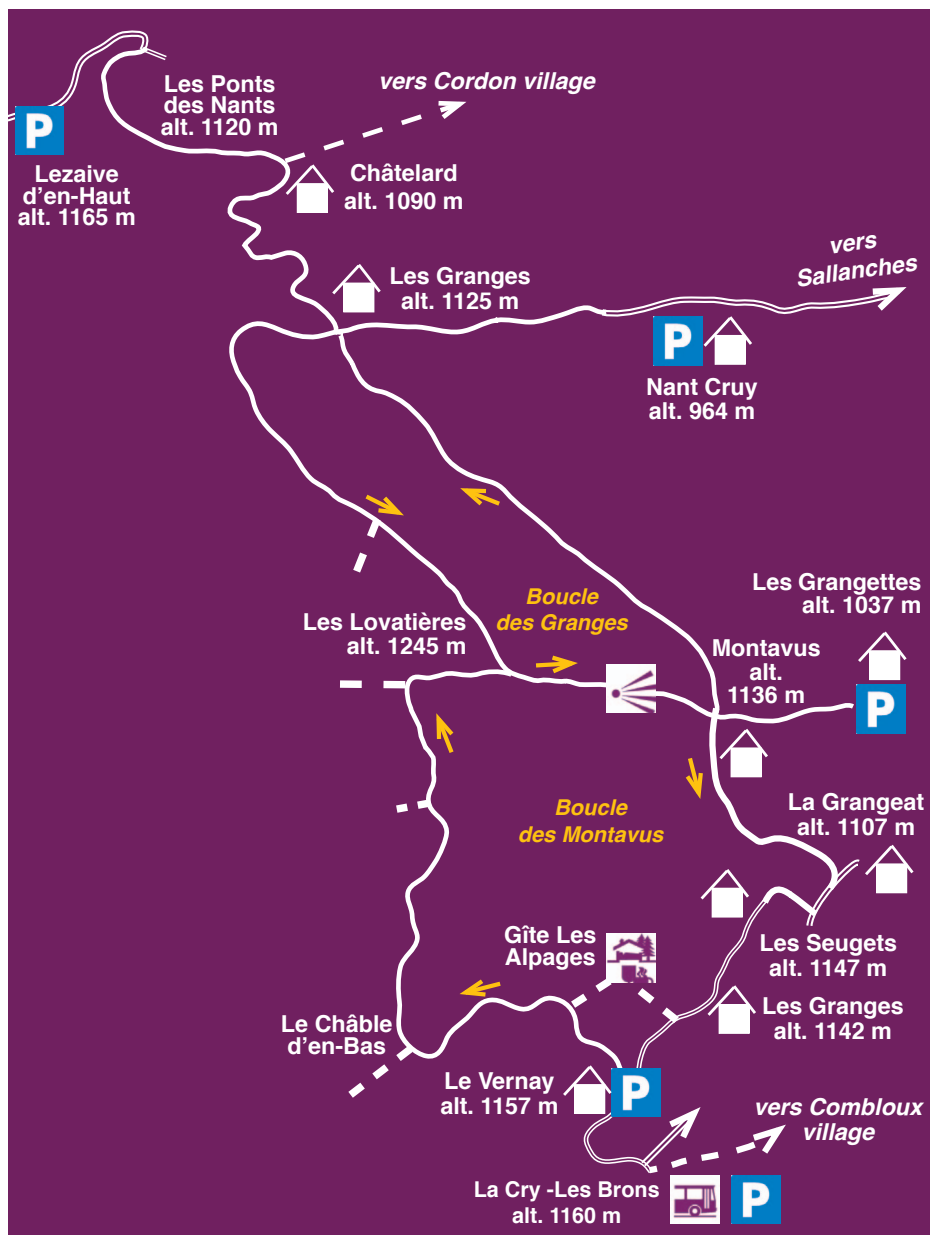 Les Ponts
des Nants
alt. 1120 m
vers Cordon village
P
Lezaive
d'en-Haut
alt. 1165 m
Châtelard
alt. 1090 m
vers
Sallanches
Les Granges
alt. 1125 m
P
Nant Cruy
alt. 964 m
Les Grangettes
alt. 1037 m
Boucle
des Granges
Les Lovatières
alt. 1245 m
Montavus
alt.
1136 m
P
La Grangeat
alt. 1107 m
Boucle
des Montavus
Gîte Les
Alpages
Les Seugets
alt. 1147 m
Les Granges
alt. 1142 m
Le Châble
d'en-Bas
Le Vernay
alt. 1157 m
P
vers Combloux
village
La Cry -Les Brons
alt. 1160 m
P